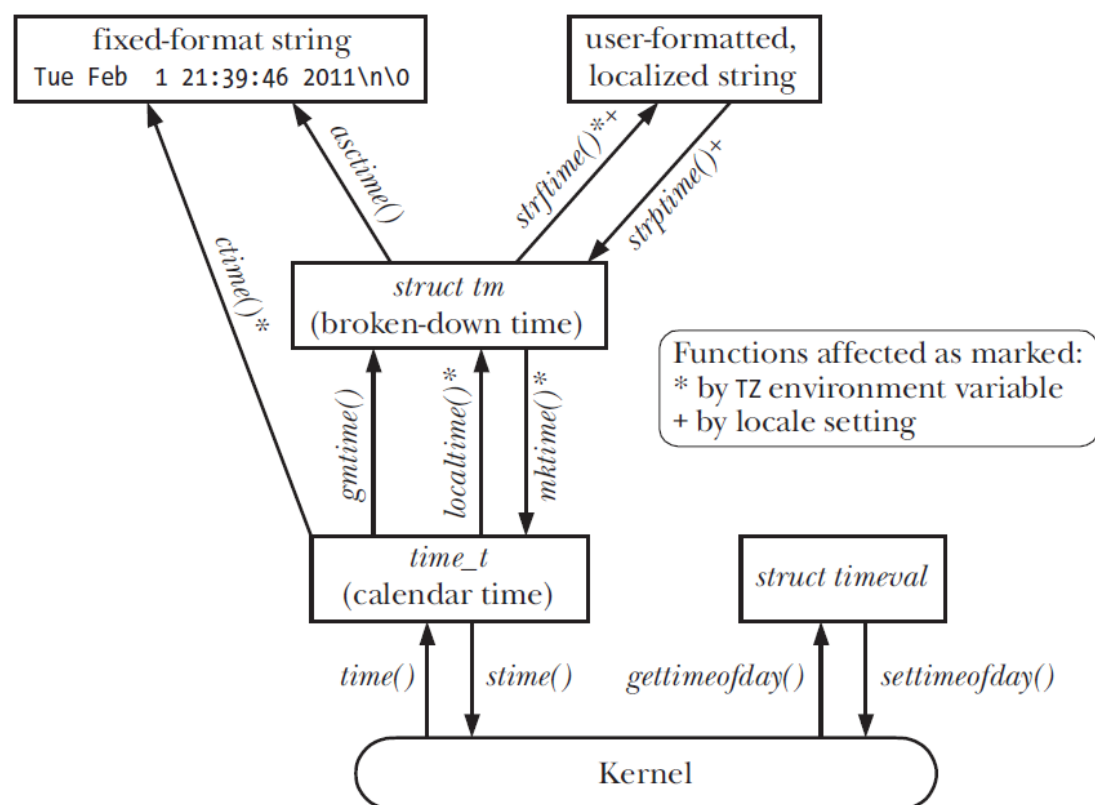 fixed-format string
Tue Feb  1 21:39:46 2011\n\0
user-formatted,
localized string
asctime()
strftime()*+
strptime()+
ctime()*
struct tm
(broken-down time)
Functions affected as marked:
* by TZ environment variable
+ by locale setting
gmtime()
localtime()*
mktime()*
time_t
(calendar time)
struct timeval
time()
stime()
gettimeofday()
settimeofday()
Kernel